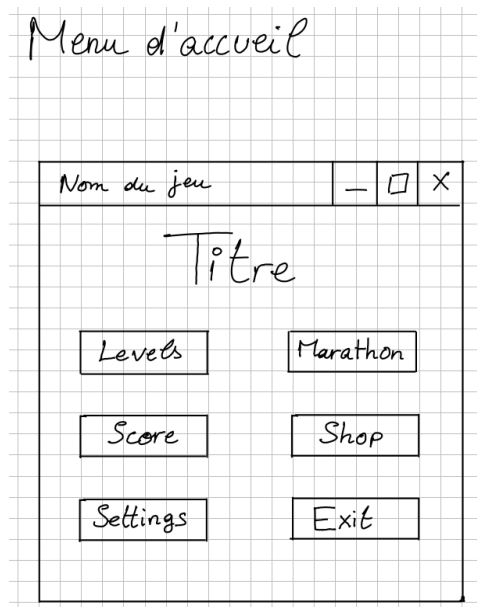 Menu d'accueil
Nom du jeu
Titre
Levels Marathon
Score Shop
Settings Exit